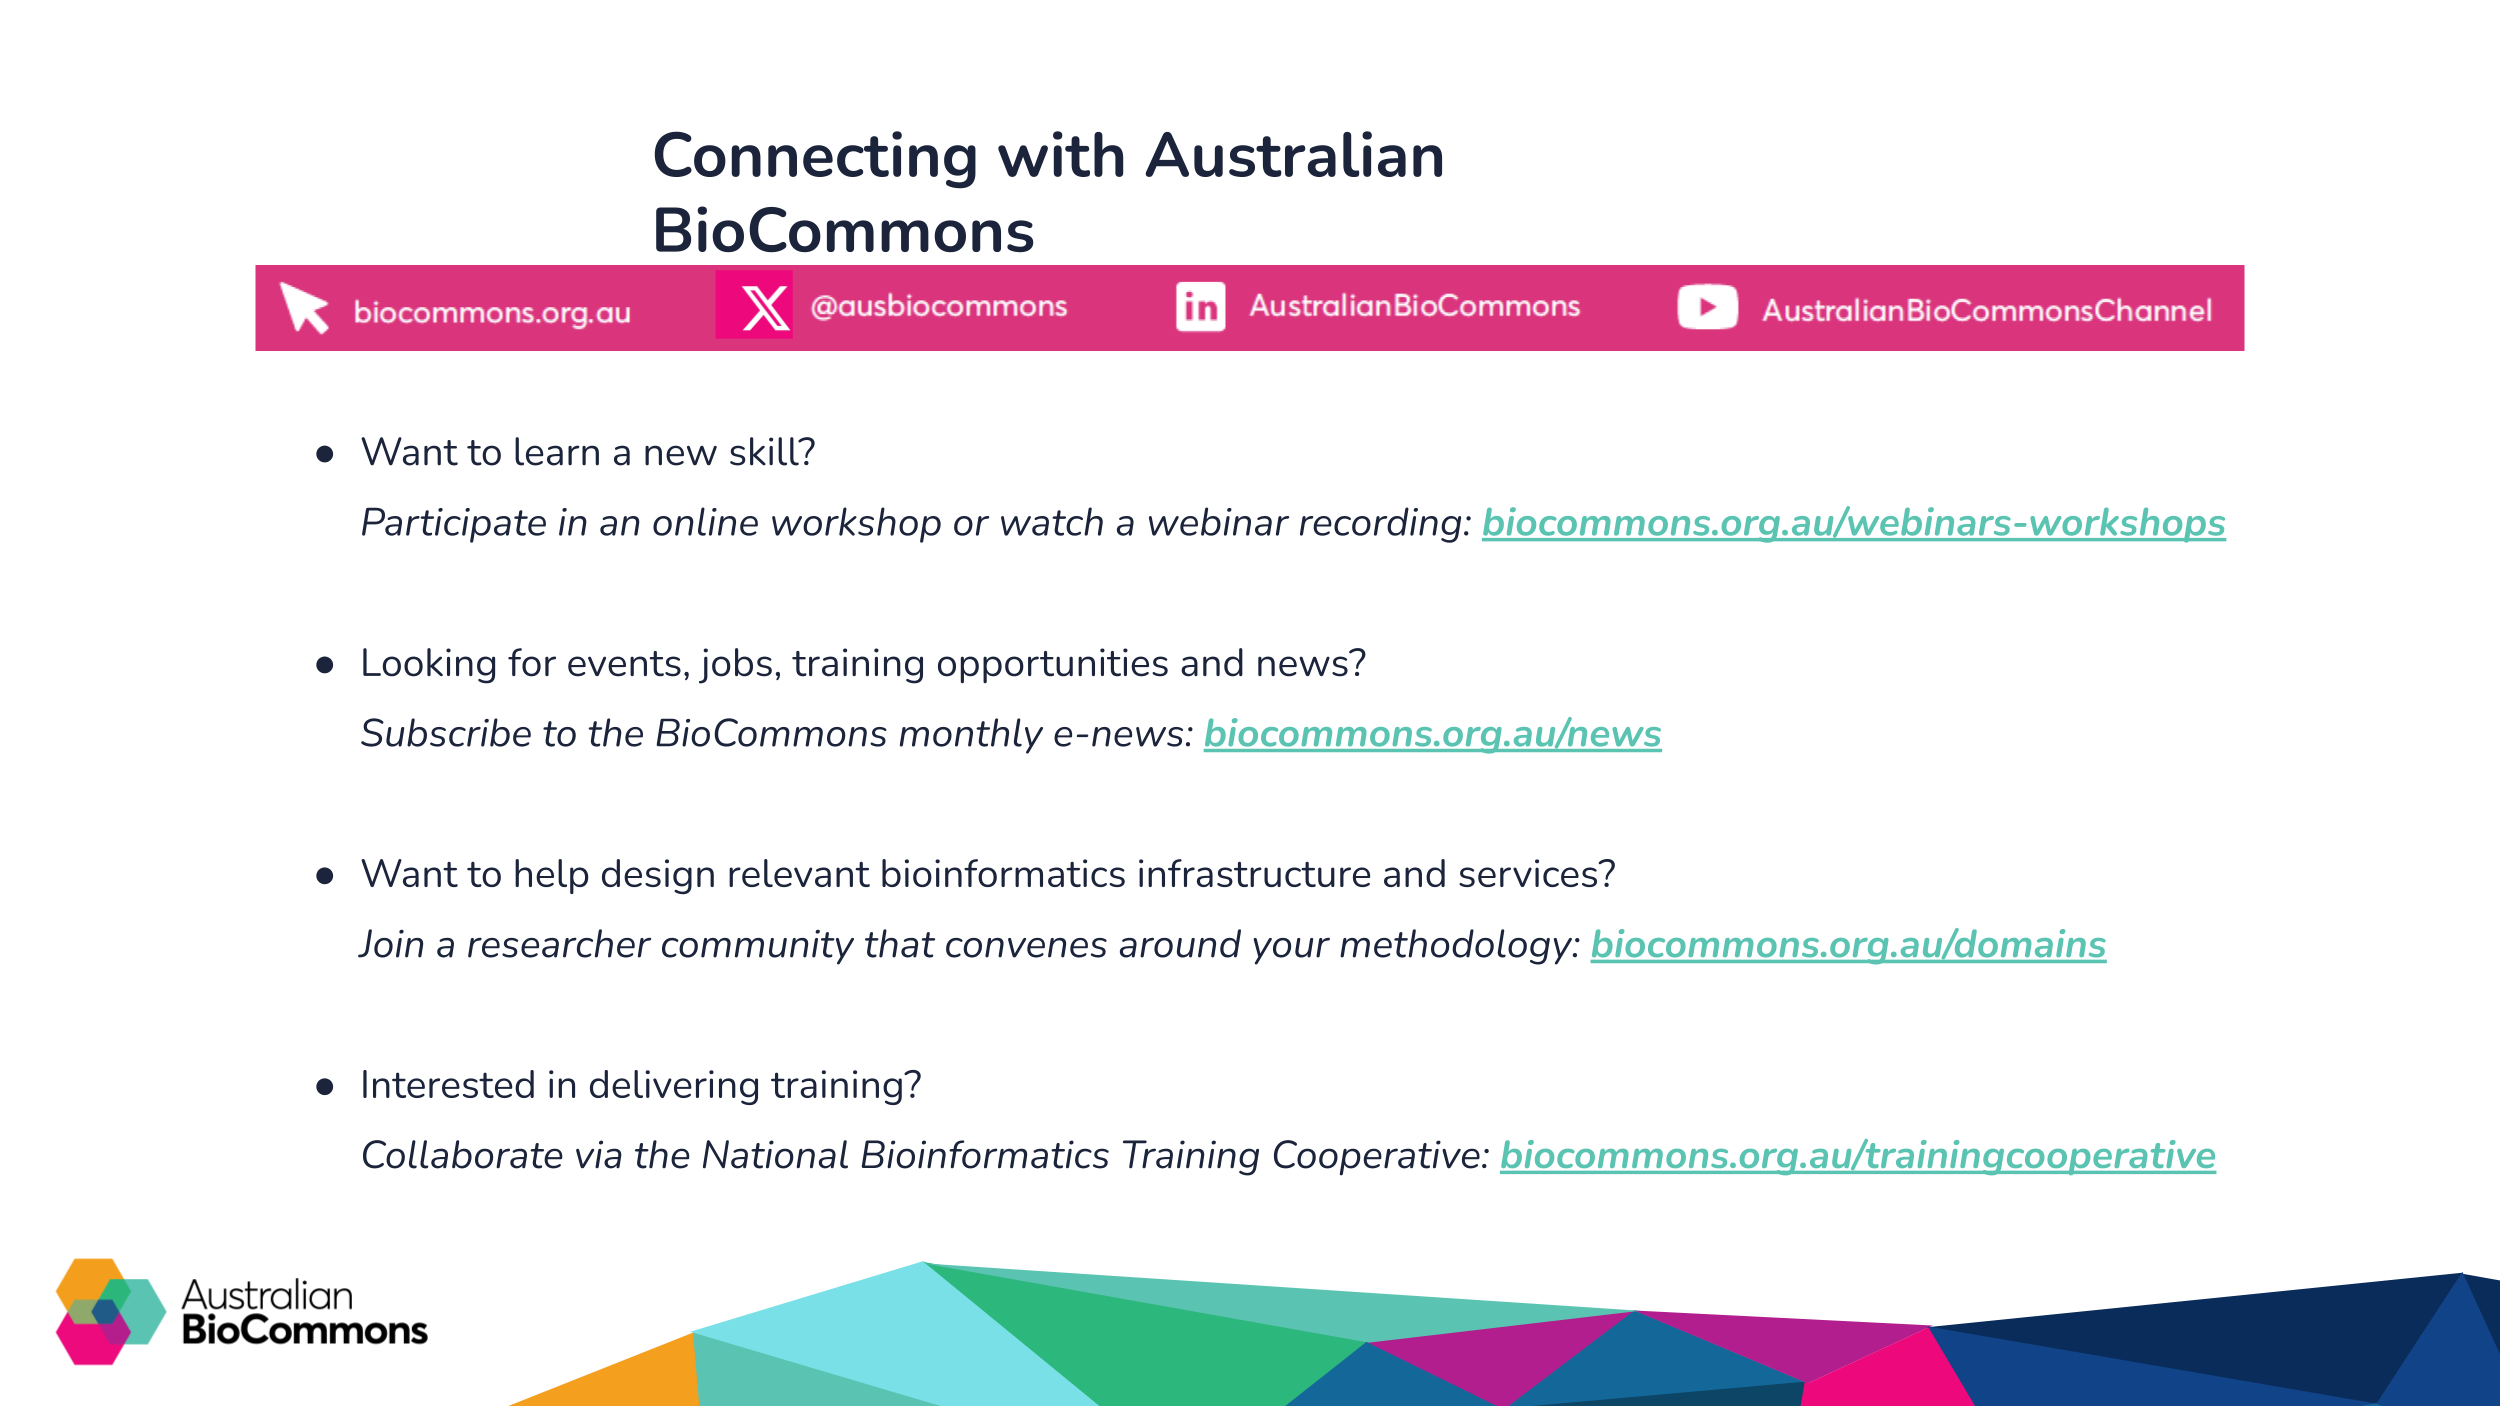 Connecting with Australian
BioCommons
biocommons.org.au @ausbiocommons in AustralianBioCommons AustralianBioCommonsChannel
● Want to learn a new skill?
Participate in an online workshop or watch a webinar recording: biocommons.org.au/webinars-workshops
● Looking for events, jobs, training opportunities and news?
Subscribe to the BioCommons monthly e-news: biocommons.org.au/news
● Want to help design relevant bioinformatics infrastructure and services?
Join a researcher community that convenes around your methodology: biocommons.org.au/domains
● Interested in delivering training?
Collaborate via the National Bioinformatics Training Cooperative: biocommons.org.au/trainingcooperative
Australian
BioCommons